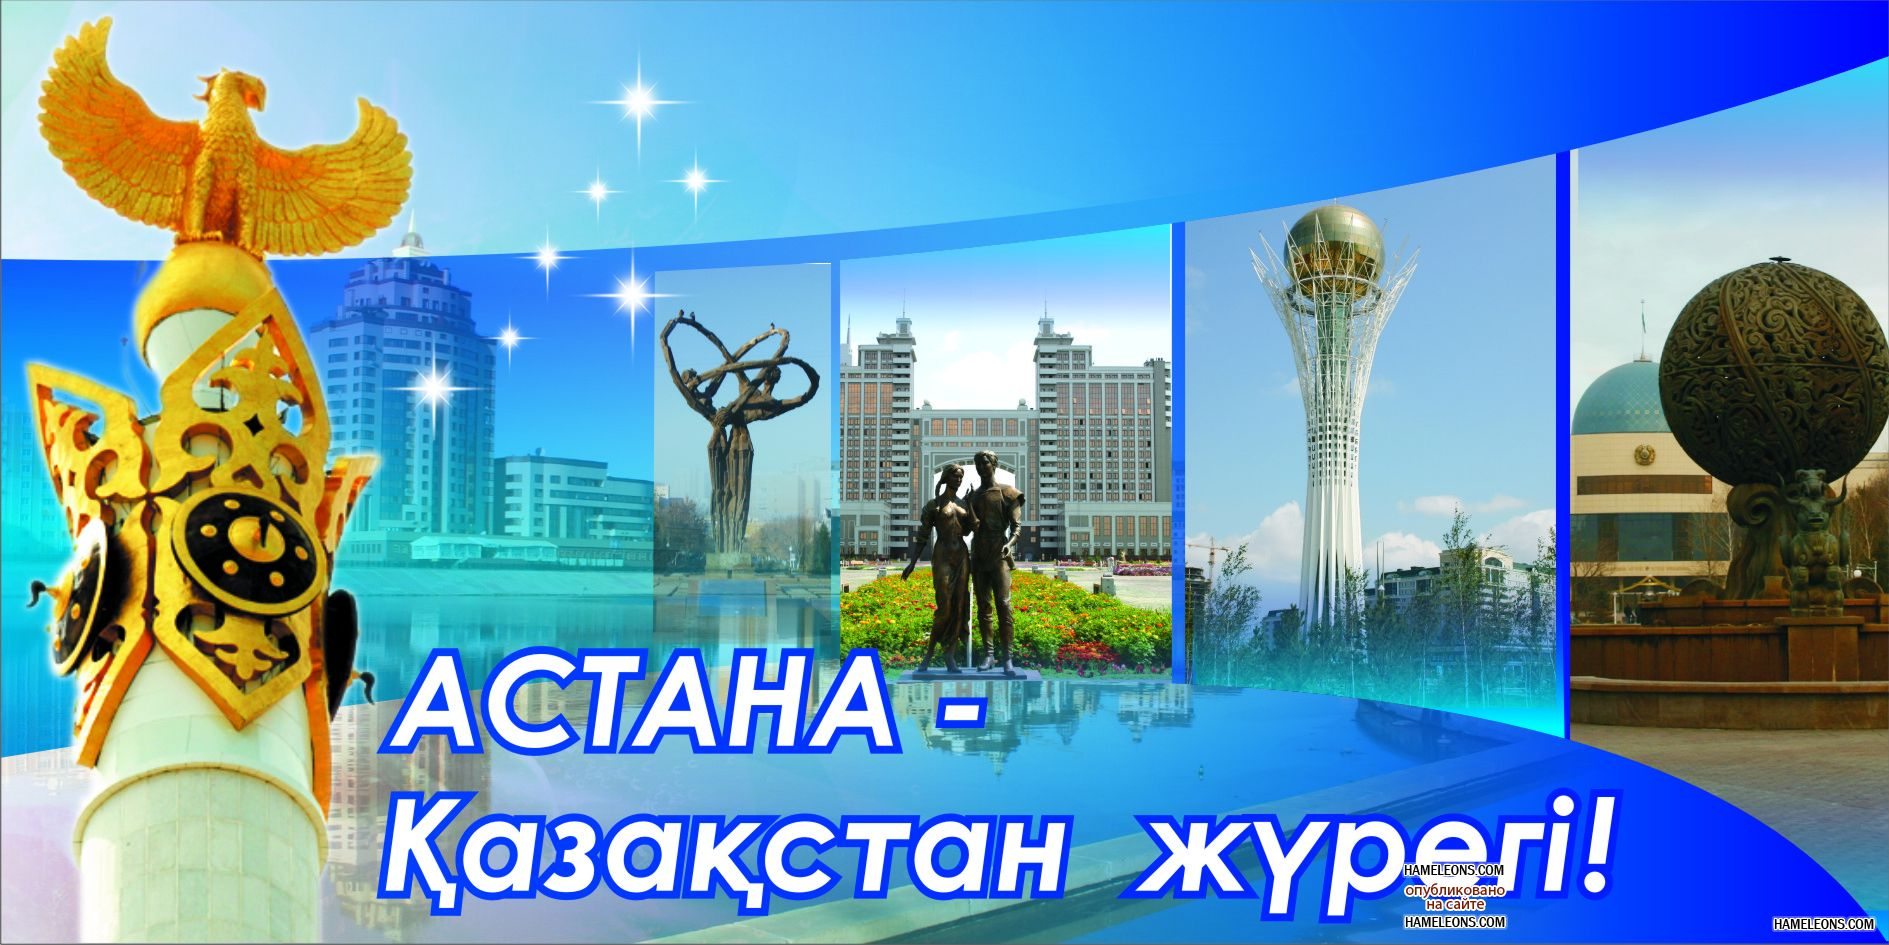 АСТАНА -
Қазақстан жүрегі!
HAMELEONS.COM
опубликовано
на сайте
HAMELEONS.COM
HAMELEONS.COM